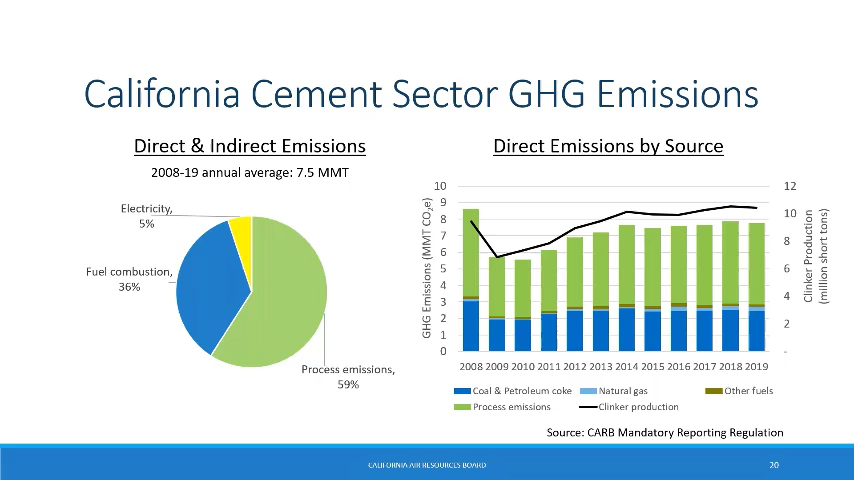 California Cement Sector GHG Emissions
Direct & Indirect Emissions
2008-19 annual average: 7.5 MMT
Electricity,
5%
Fuel combustion,
36%
Process emissions,
59%
Direct Emissions by Source
GHG Emissions (MMT CO₂e)
10
9
8
7
6
5
4
3
2
1
0
12
10
8
6
4
2
-
Clinker Production
(million short tons)
2008 2009 2010 2011 2012 2013 2014 2015 2016 2017 2018 2019
Coal & Petroleum coke Natural gas Other fuels
Process emissions Clinker production
Source: CARB Mandatory Reporting Regulation
CALIFORNIA AIR RESOURCES BOARD 20